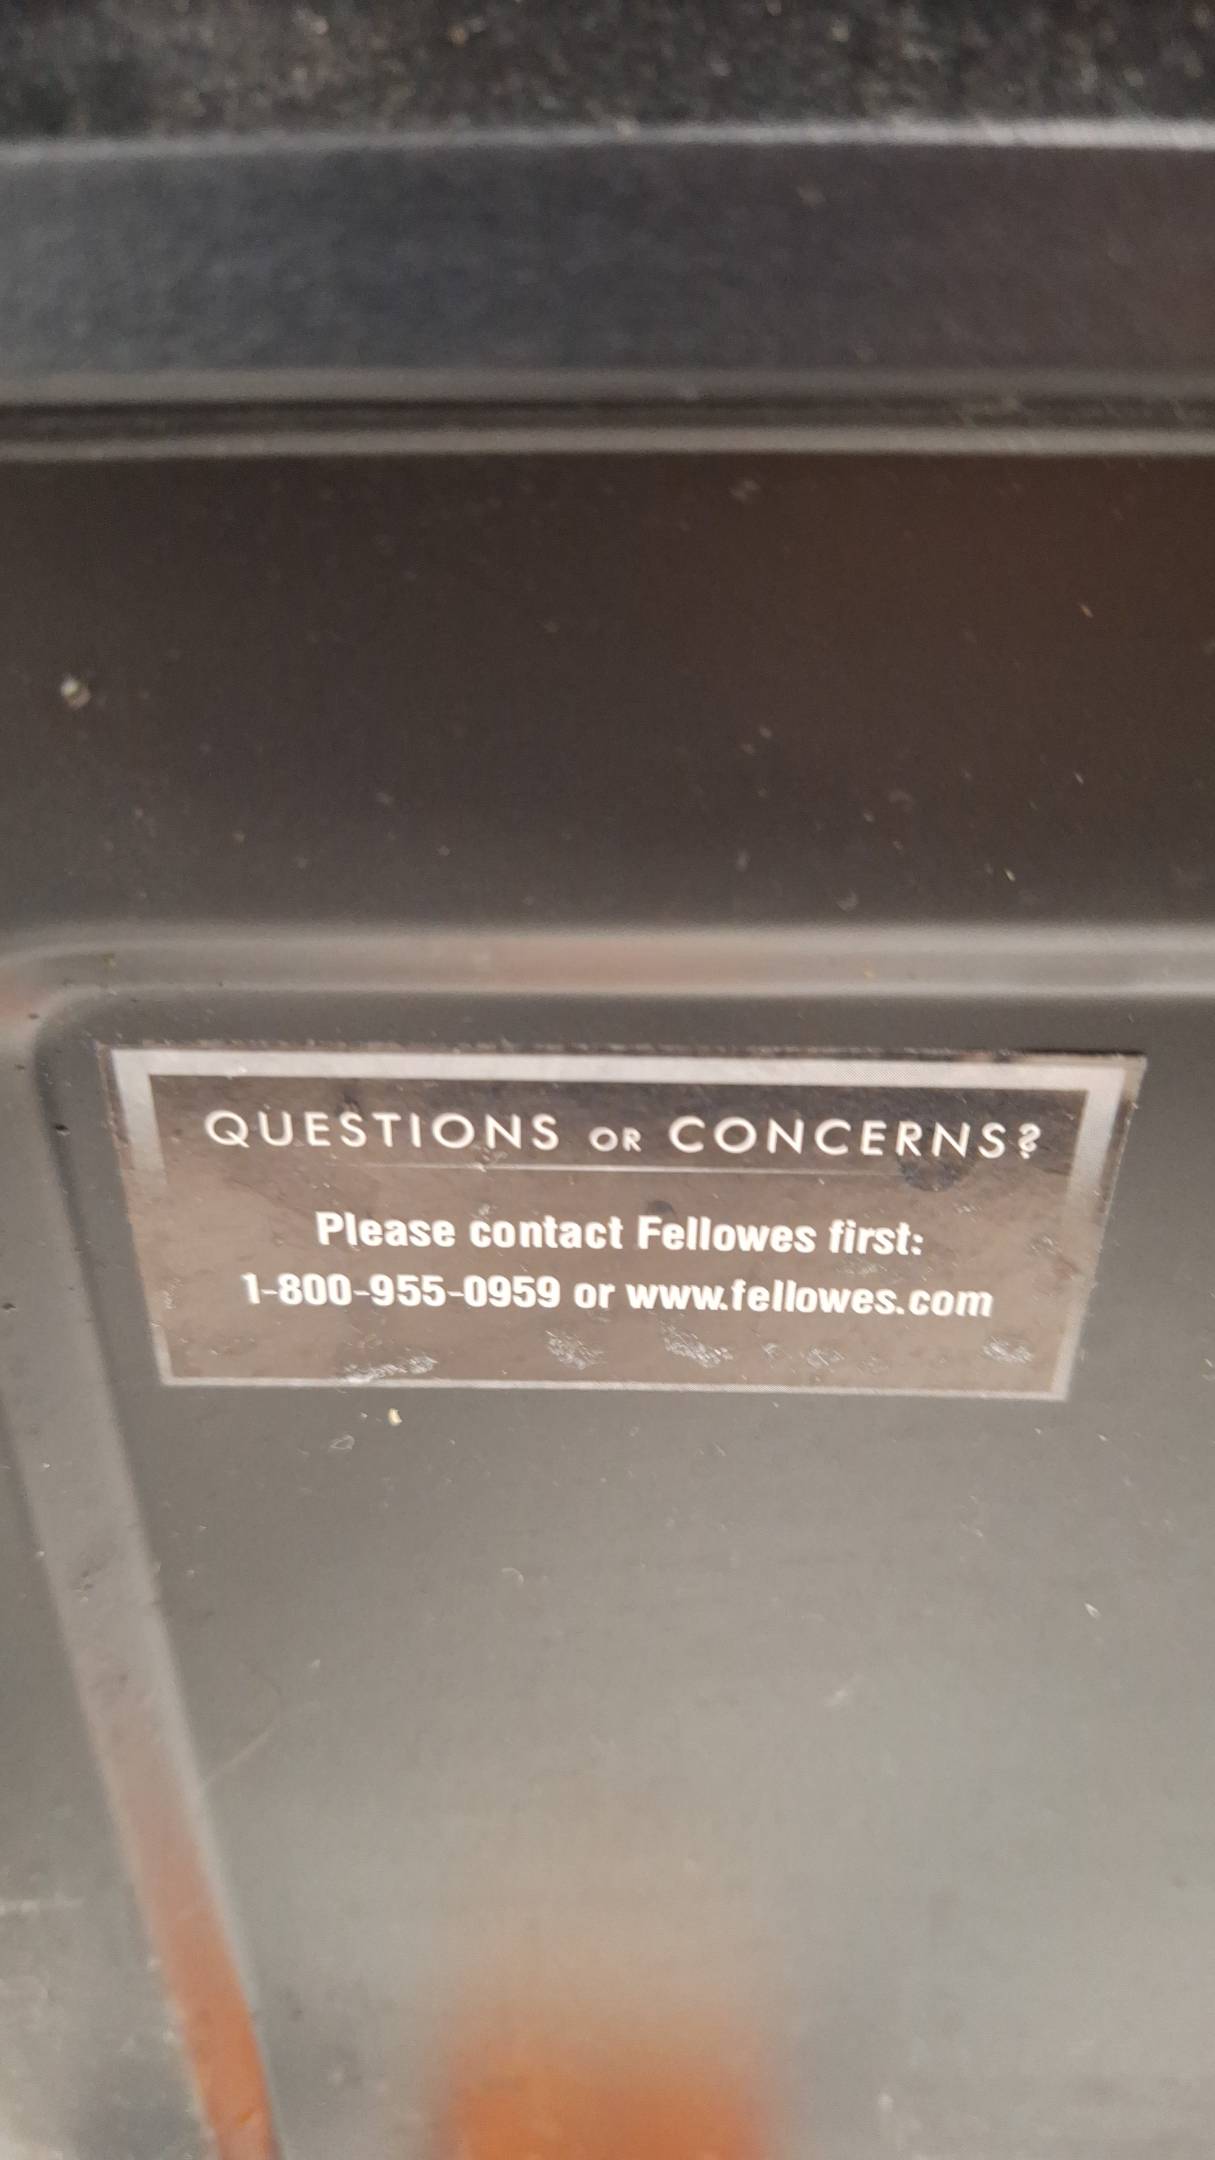 QUESTIONS OR CONCERNS?
Please contact Fellowes first:
1-800-955-0959 or www.fellowes.com